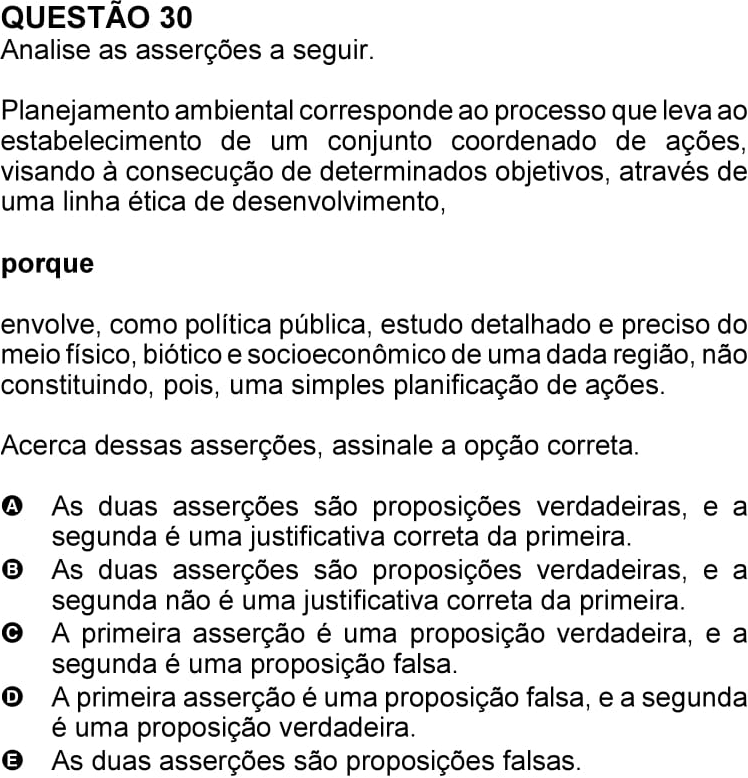 QUESTÃO 30
Analise as asserções a seguir.
Planejamento ambiental corresponde ao processo que leva ao
estabelecimento de um conjunto coordenado de ações,
visando à consecução de determinados objetivos, através de
uma linha ética de desenvolvimento,
porque
envolve, como política pública, estudo detalhado e preciso do
meio físico, biótico e socioeconômico de uma dada região, não
constituindo, pois, uma simples planificação de ações.
Acerca dessas asserções, assinale a opção correta.
A As duas asserções são proposições verdadeiras, e a
segunda é uma justificativa correta da primeira.
B As duas asserções são proposições verdadeiras, e a
segunda não é uma justificativa correta da primeira.
C A primeira asserção é uma proposição verdadeira, e a
segunda é uma proposição falsa.
D A primeira asserção é uma proposição falsa, e a segunda
é uma proposição verdadeira.
E As duas asserções são proposições falsas.